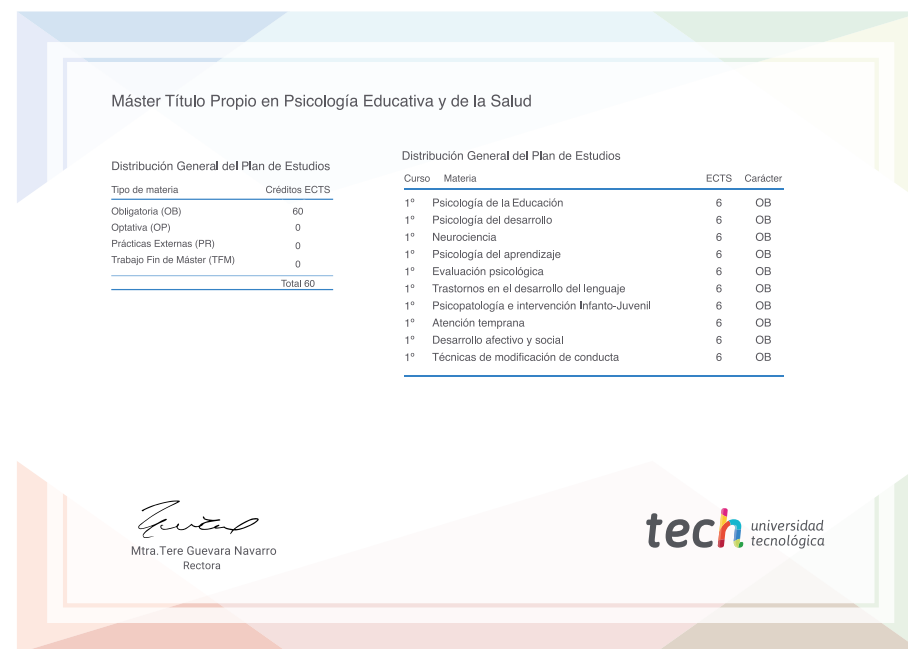 Máster Título Propio en Psicología Educativa y de la Salud
Distribución General del Plan de Estudios
Tipo de materia Créditos ECTS
Obligatoria (OB) 60
Optativa (OP) 0
Prácticas Externas (PR) 0
Trabajo Fin de Máster (TFM) 0
Total 60
Distribución General del Plan de Estudios
Curso Materia ECTS Carácter
1º Psicología de la Educación 6 OB
1º Psicología del desarrollo 6 OB
1º Neurociencia 6 OB
1º Psicología del aprendizaje 6 OB
1º Evaluación psicológica 6 OB
1º Trastornos en el desarrollo del lenguaje 6 OB
1º Psicopatología e intervención Infanto-Juvenil 6 OB
1º Atención temprana 6 OB
1º Desarrollo afectivo y social 6 OB
1º Técnicas de modificación de conducta 6 OB
Mtra.Tere Guevara Navarro
Rectora
tech universidad
tecnológica